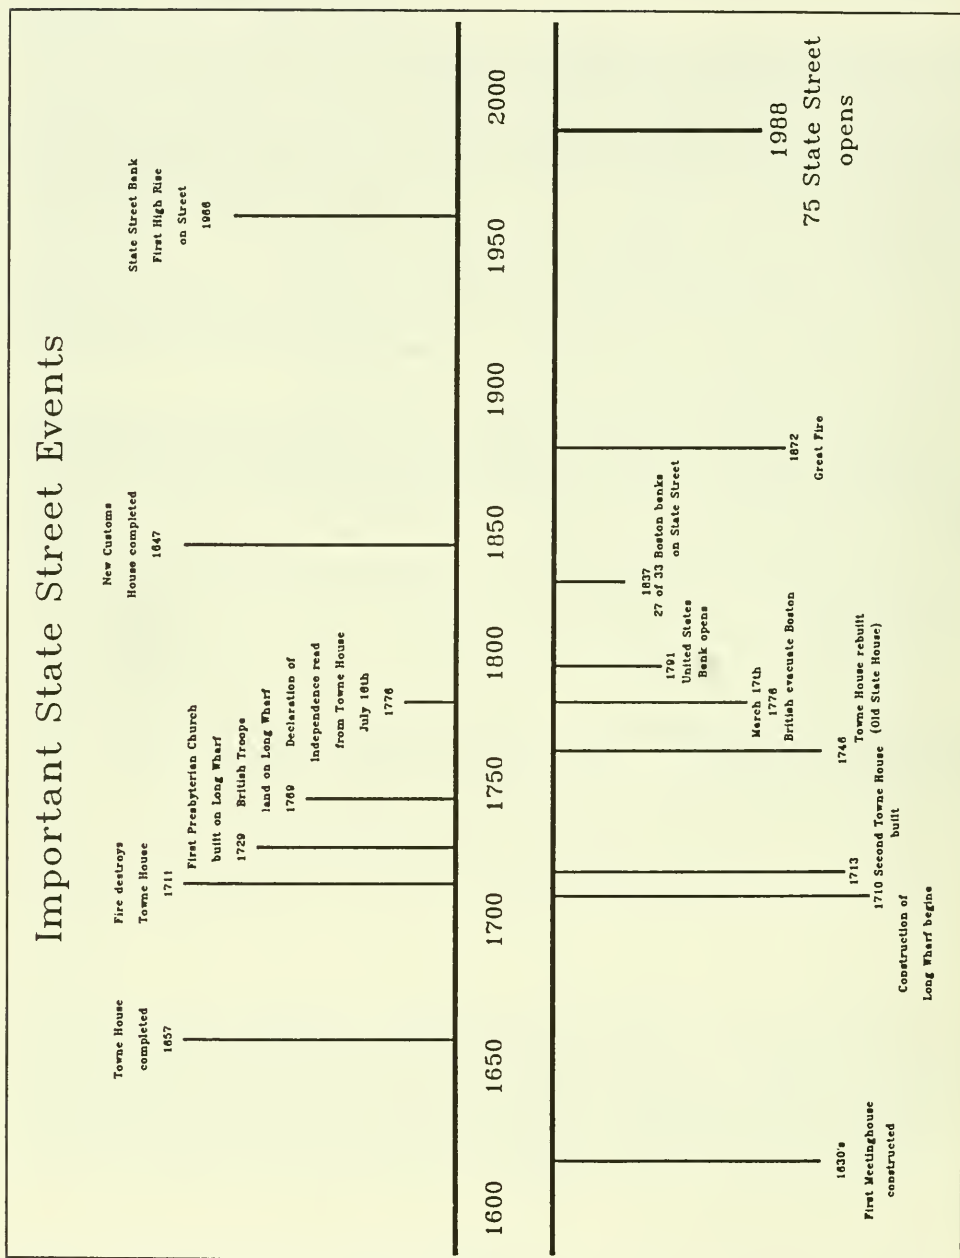 Important State Street Events
Towne House
completed
1657
Fire destroys
Towne House
1711
First Presbyterian Church
built on Long Wharf
1729
British Troops
land on Long Wharf
1769
Declaration of
Independence read
from Towne House
July 18th
1776
New Customs
House completed
1847
State Street Bank
First High Rise
on Street
1966
1600 1650 1700 1750 1800 1850 1900 1950 2000
1630's
First Meetinghouse
constructed
1710
Construction of
Long Wharf begins
1713
Second Towne House
built
1746
Towne House rebuilt
(Old State House)
March 17th
1776
British evacuate Boston
1791
United States
Bank opens
1837
27 of 33 Boston banks
on State Street
1872
Great Fire
1988
75 State Street
opens